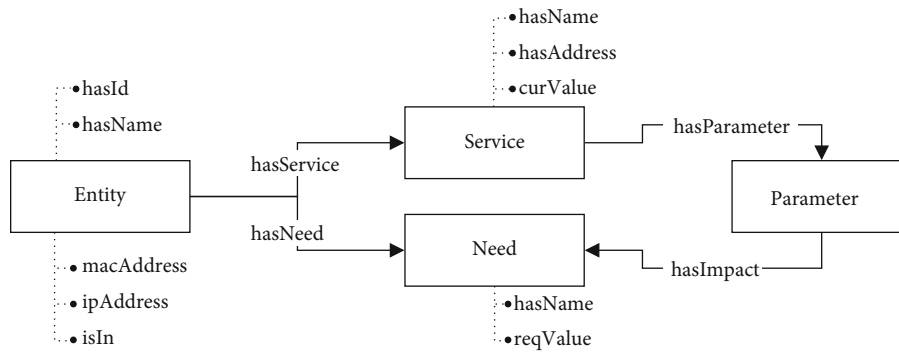 hasName
hasAddress
curValue
hasId
hasName
Service
hasParameter
hasService
Entity
Parameter
hasNeed
Need
hasImpact
macAddress
ipAddress
isIn
hasName
reqValue